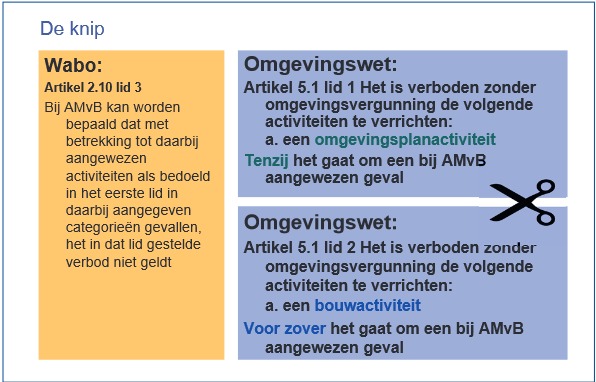 De knip
Wabo:
Artikel 2.10 lid 3
Bij AMvB kan worden
bepaald dat met
betrekking tot daarbij
aangewezen
activiteiten als bedoeld
in het eerste lid in
daarbij aangegeven
categorieën gevallen,
het in dat lid gestelde
verbod niet geldt
Omgevingswet:
Artikel 5.1 lid 1 Het is verboden zonder
omgevingsvergunning de volgende
activiteiten te verrichten:
a. een omgevingsplanactiviteit
Tenzij het gaat om een bij AMvB
aangewezen geval
Omgevingswet:
Artikel 5.1 lid 2 Het is verboden zonder
omgevingsvergunning de volgende
activiteiten te verrichten:
a. een bouwactiviteit
Voor zover het gaat om een bij AMvB
aangewezen geval